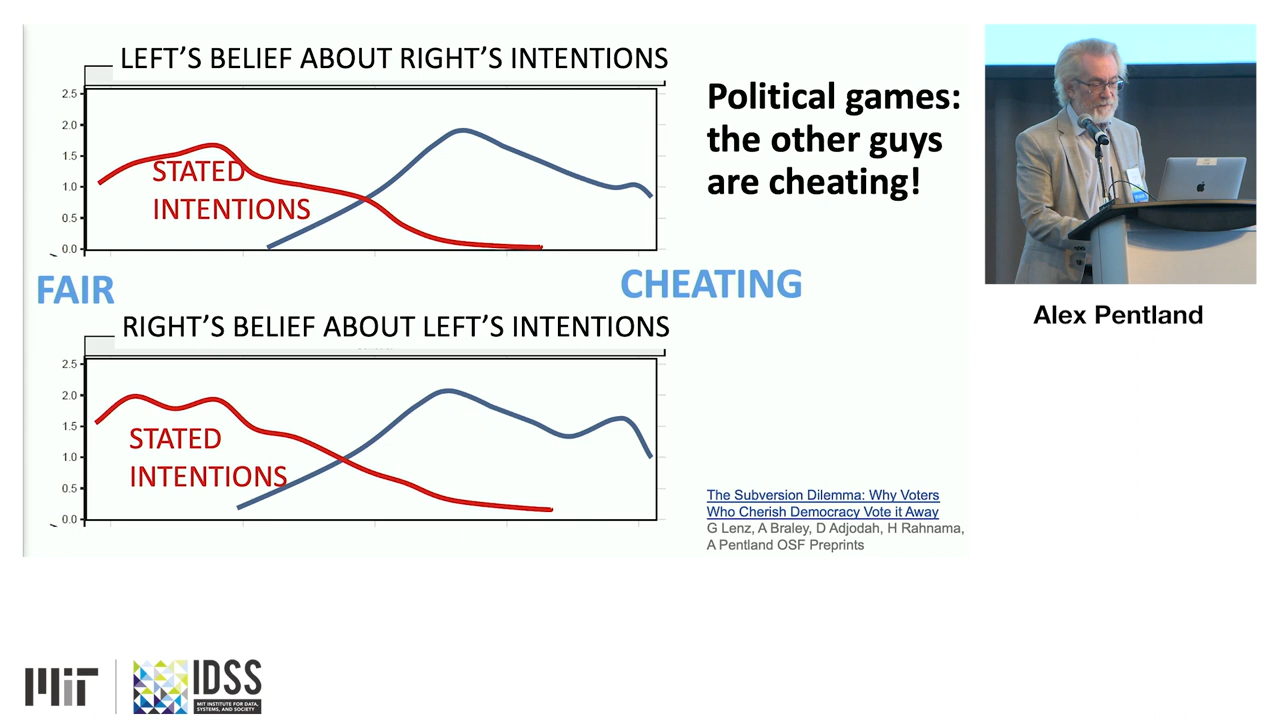 LEFT'S BELIEF ABOUT RIGHT'S INTENTIONS
2.5
2.0
1.5
1.0
0.5
0.0
STATED
INTENTIONS
Political games:
the other guys
are cheating!
FAIR
CHEATING
RIGHT'S BELIEF ABOUT LEFT'S INTENTIONS
2.5
2.0
1.5
1.0
0.5
0.0
STATED
INTENTIONS
The Subversion Dilemma: Why Voters
Who Cherish Democracy Vote it Away
G Lenz, A Braley, D Adjodah, H Rahnama,
A Pentland OSF Preprints
Alex Pentland
MIT
IDSS
MIT INSTITUTE FOR DATA,
SYSTEMS, AND SOCIETY